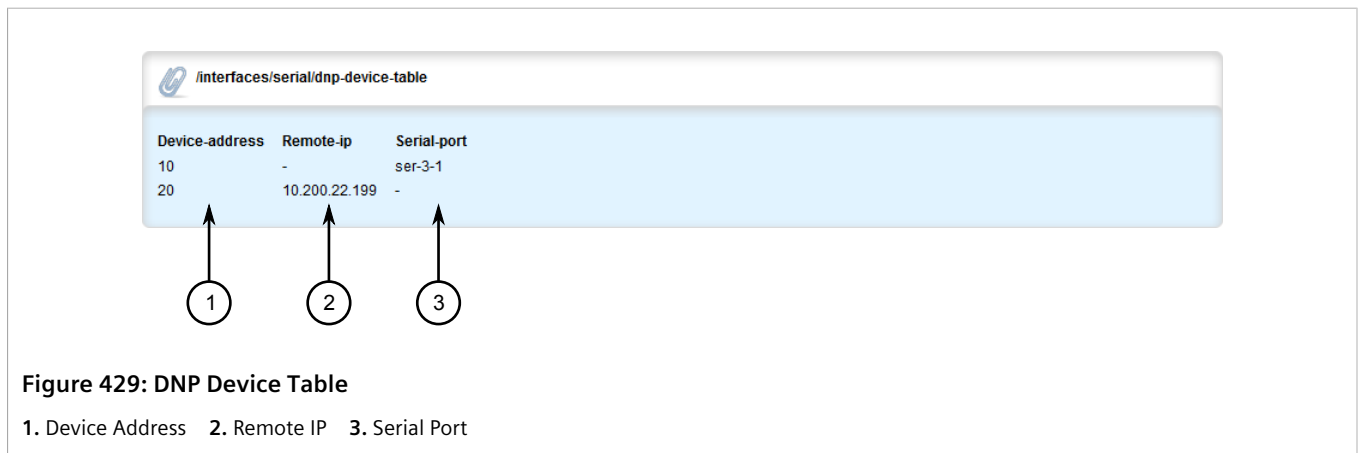 /interfaces/serial/dnp-device-table
Device-address Remote-ip Serial-port
10 - ser-3-1
20 10.200.22.199 -
1 2 3
Figure 429: DNP Device Table
1. Device Address 2. Remote IP 3. Serial Port